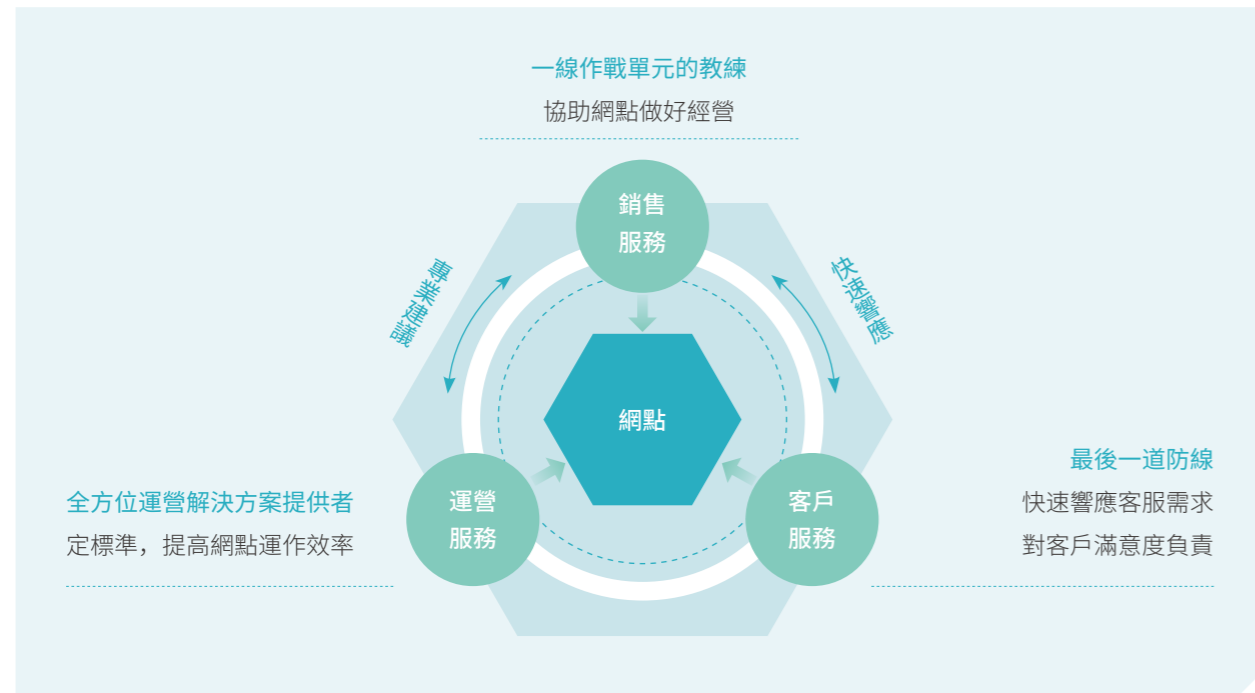 一線作戰單元的教練
協助網點做好經營
銷售
服務
專業建議
快速響應
網點
全方位運營解決方案提供者
定標準，提高網點運作效率
運營
服務
客戶
服務
最後一道防線
快速響應客服需求
對客戶滿意度負責